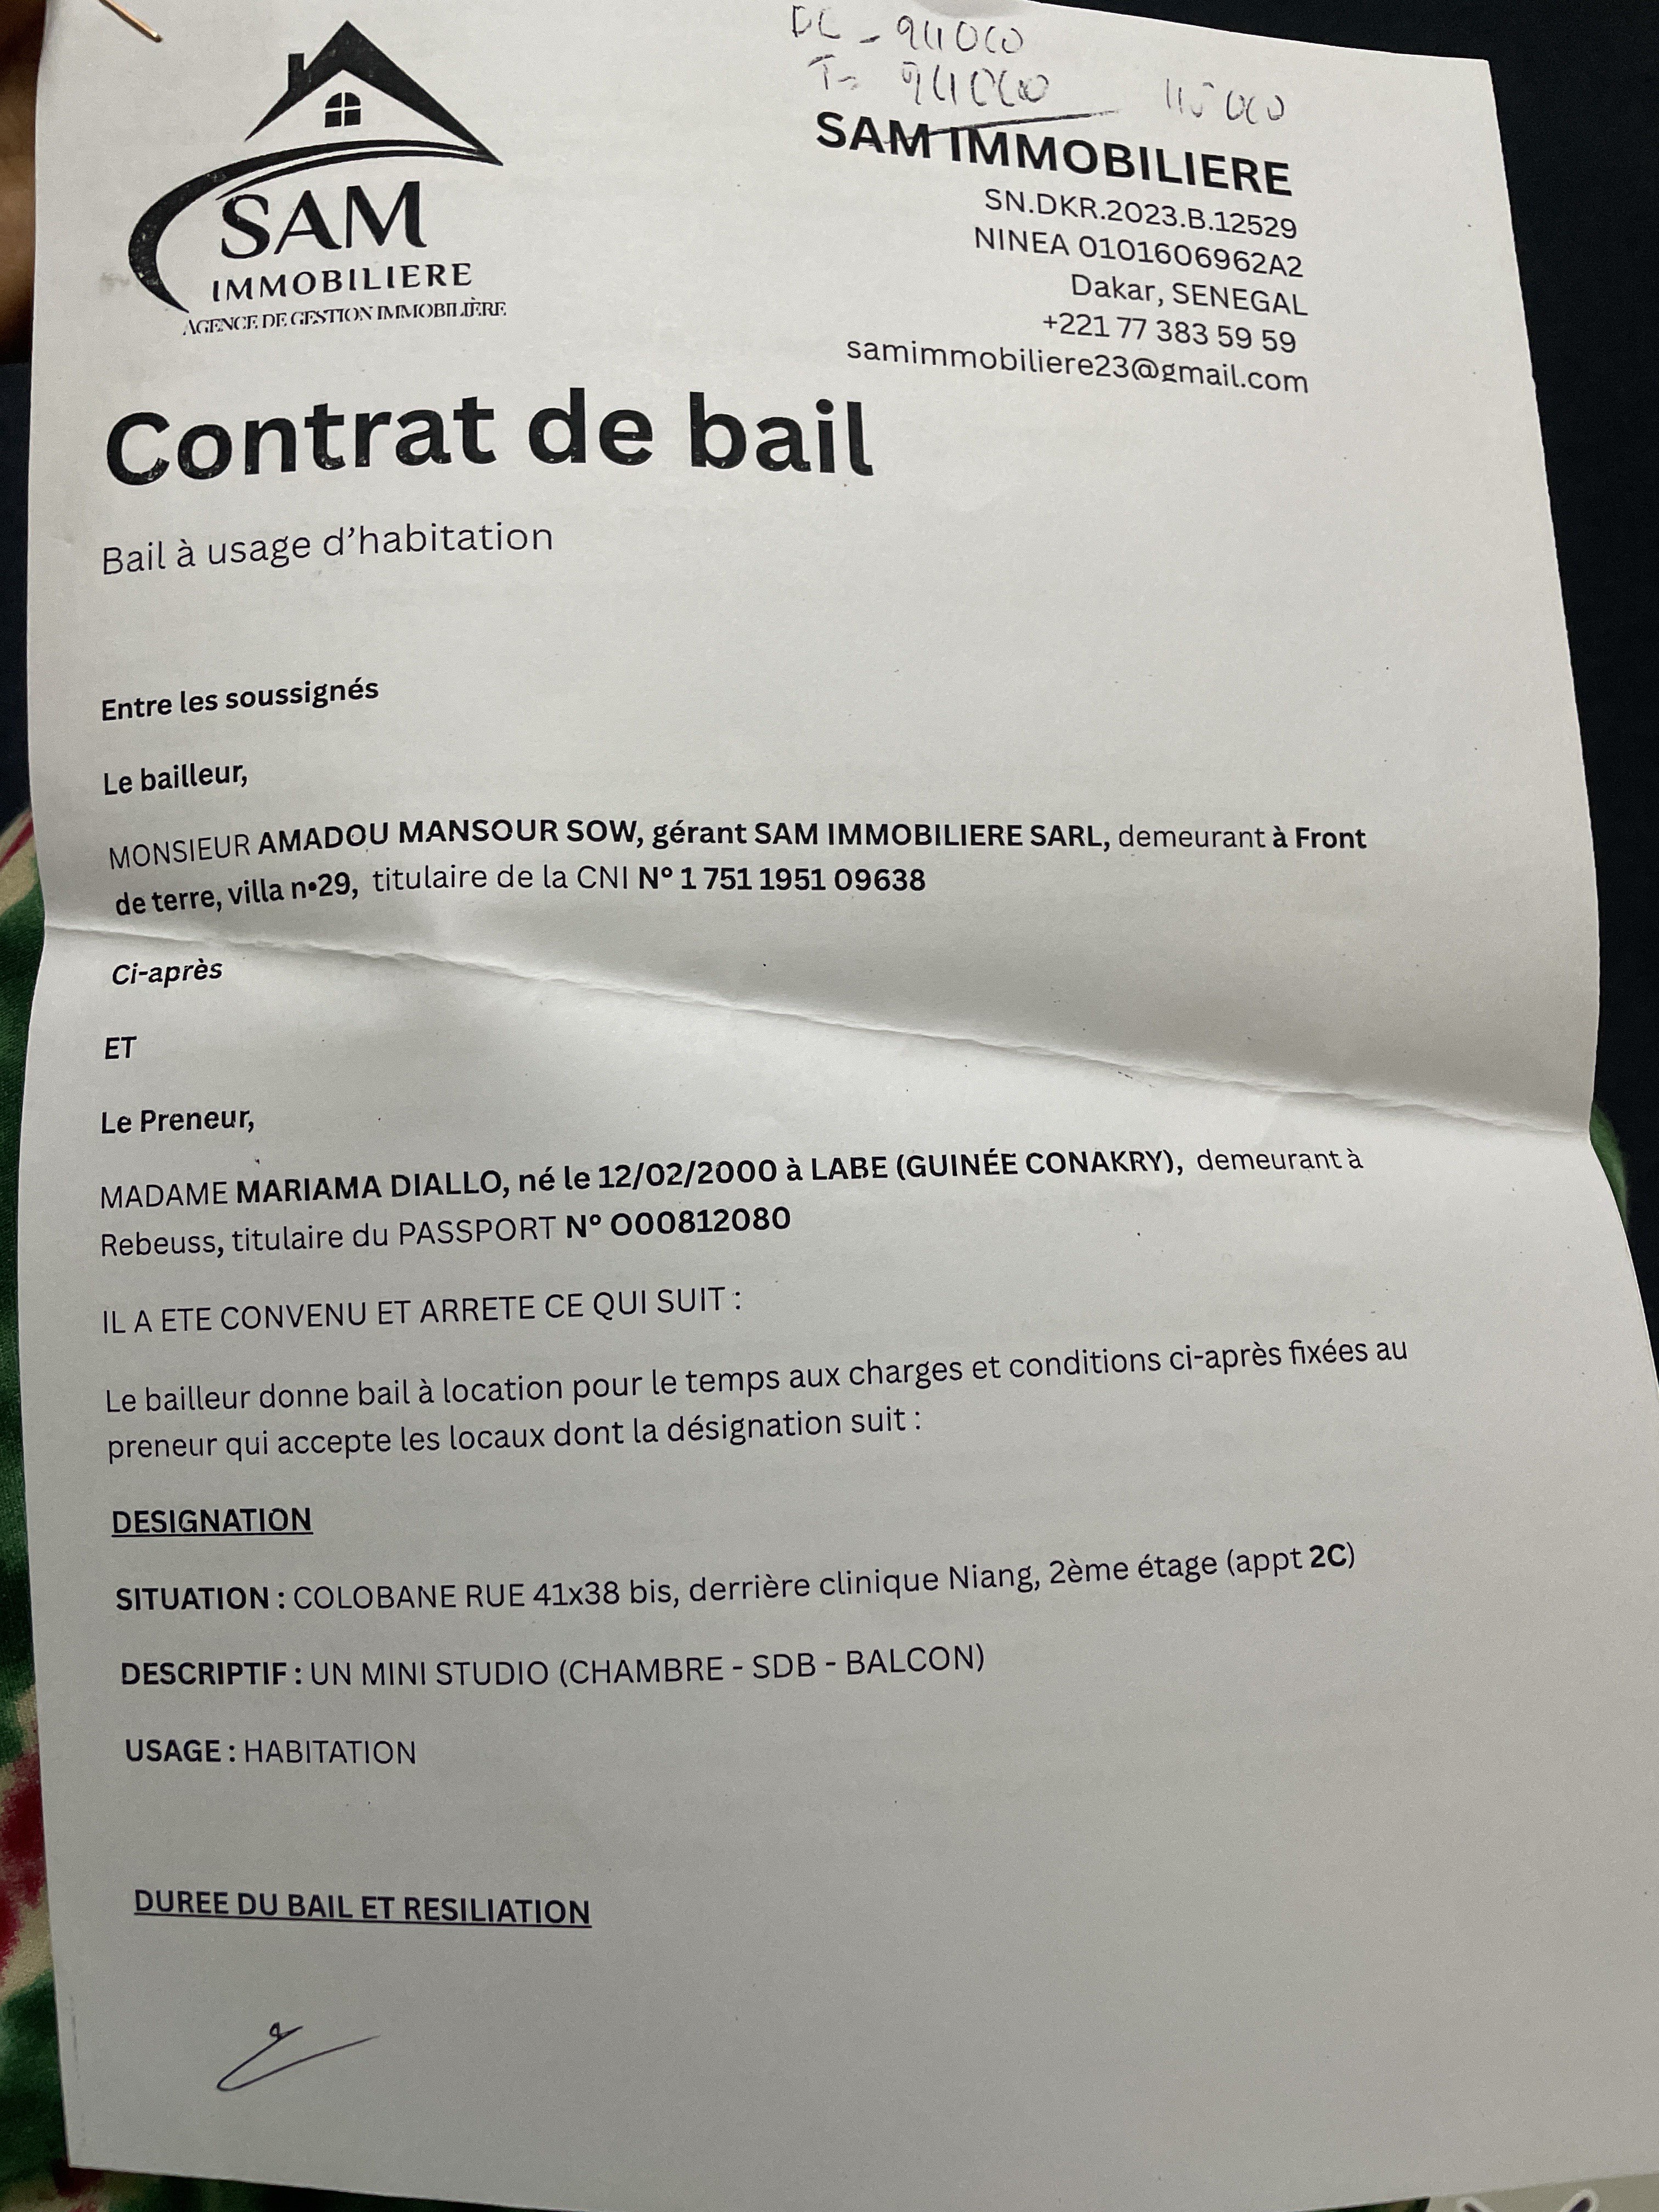 SAM
IMMOBILIERE
AGENCE DE GESTION IMMOBILIÈRE
SAM IMMOBILIERE
SN.DKR.2023.B.12529
NINEA 0101606962A2
Dakar, SENEGAL
+221 77 383 59 59
samimmobiliere23@gmail.com
Contrat de bail
Bail à usage d'habitation
Entre les soussignés
Le bailleur,
MONSIEUR AMADOU MANSOUR SOW, gérant SAM IMMOBILIERE SARL, demeurant à Front
de terre, villa n•29, titulaire de la CNI N° 1 751 1951 09638
Ci-après
ET
Le Preneur,
MADAME MARIAMA DIALLO, né le 12/02/2000 à LABE (GUINÉE CONAKRY), demeurant à
Rebeuss, titulaire du PASSPORT N° O00812080
IL A ETE CONVENU ET ARRETE CE QUI SUIT :
Le bailleur donne bail à location pour le temps aux charges et conditions ci-après fixées au
preneur qui accepte les locaux dont la désignation suit :
DESIGNATION
SITUATION : COLOBANE RUE 41x38 bis, derrière clinique Niang, 2ème étage (appt 2C)
DESCRIPTIF : UN MINI STUDIO (CHAMBRE - SDB - BALCON)
USAGE : HABITATION
DUREE DU BAIL ET RESILIATION